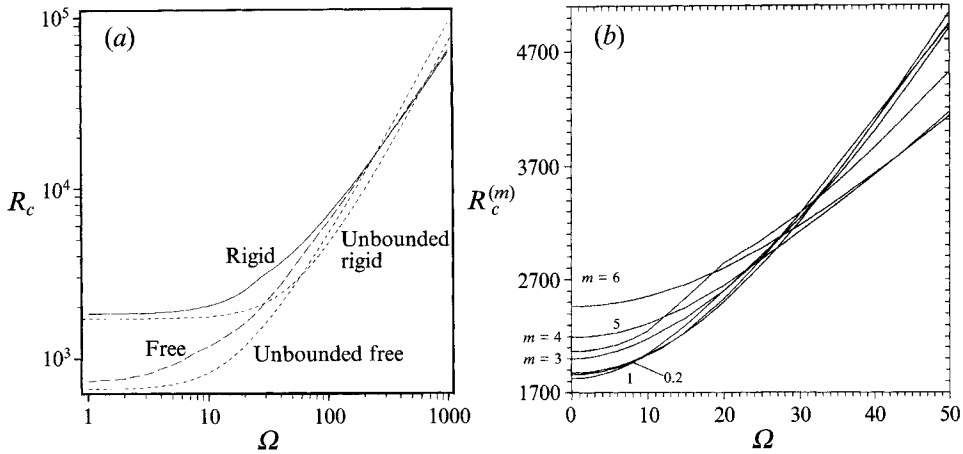 (a)
10^5
10^4
10^3
R_c
Rigid
Unbounded
rigid
Free
Unbounded free
1
10
100
1000
Ω
(b)
4700
3700
2700
1700
R_c^(m)
m = 6
5
m = 4
m = 3
1
0.2
0
10
20
30
40
50
Ω